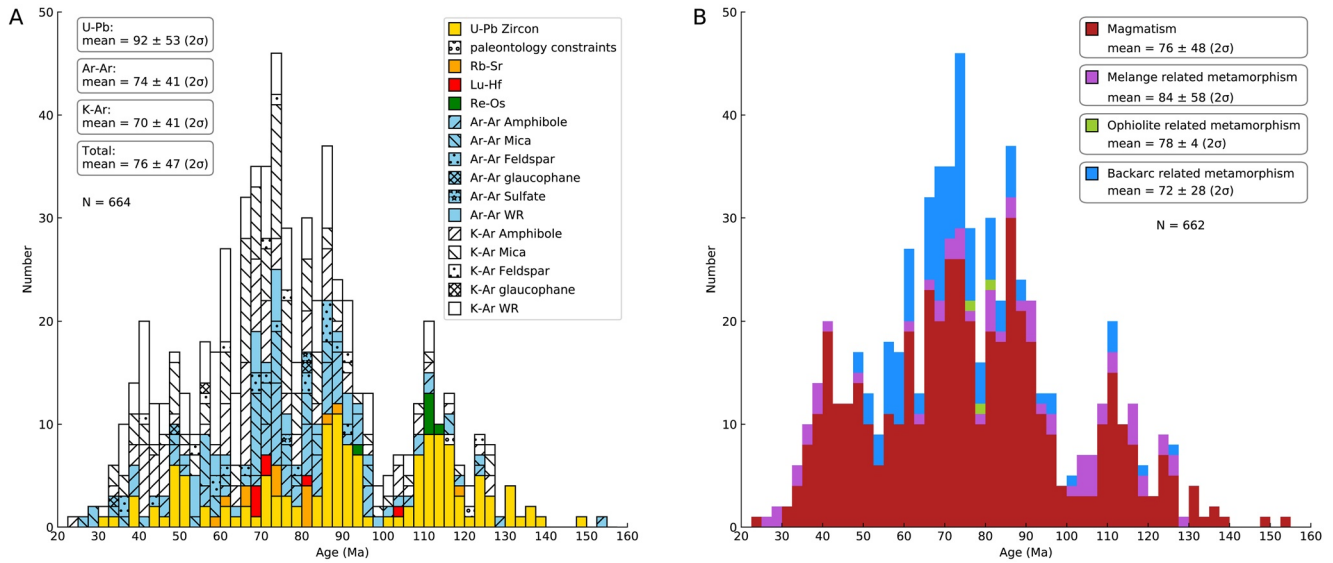 A
50
40
30
20
10
0
Number
20
30
40
50
60
70
80
90
100
110
120
130
140
150
160
Age (Ma)
U-Pb:
mean = 92 ± 53 (2σ)
Ar-Ar:
mean = 74 ± 41 (2σ)
K-Ar:
mean = 70 ± 41 (2σ)
Total:
mean = 76 ± 47 (2σ)
N = 664
U-Pb Zircon
paleontology constraints
Rb-Sr
Lu-Hf
Re-Os
Ar-Ar Amphibole
Ar-Ar Mica
Ar-Ar Feldspar
Ar-Ar glaucophane
Ar-Ar Sulfate
Ar-Ar WR
K-Ar Amphibole
K-Ar Mica
K-Ar Feldspar
K-Ar glaucophane
K-Ar WR
B
50
40
30
20
10
0
Number
20
30
40
50
60
70
80
90
100
110
120
130
140
150
160
Age (Ma)
Magmatism
mean = 76 ± 48 (2σ)
Melange related metamorphism
mean = 84 ± 58 (2σ)
Ophiolite related metamorphism
mean = 78 ± 4 (2σ)
Backarc related metamorphism
mean = 72 ± 28 (2σ)
N = 662